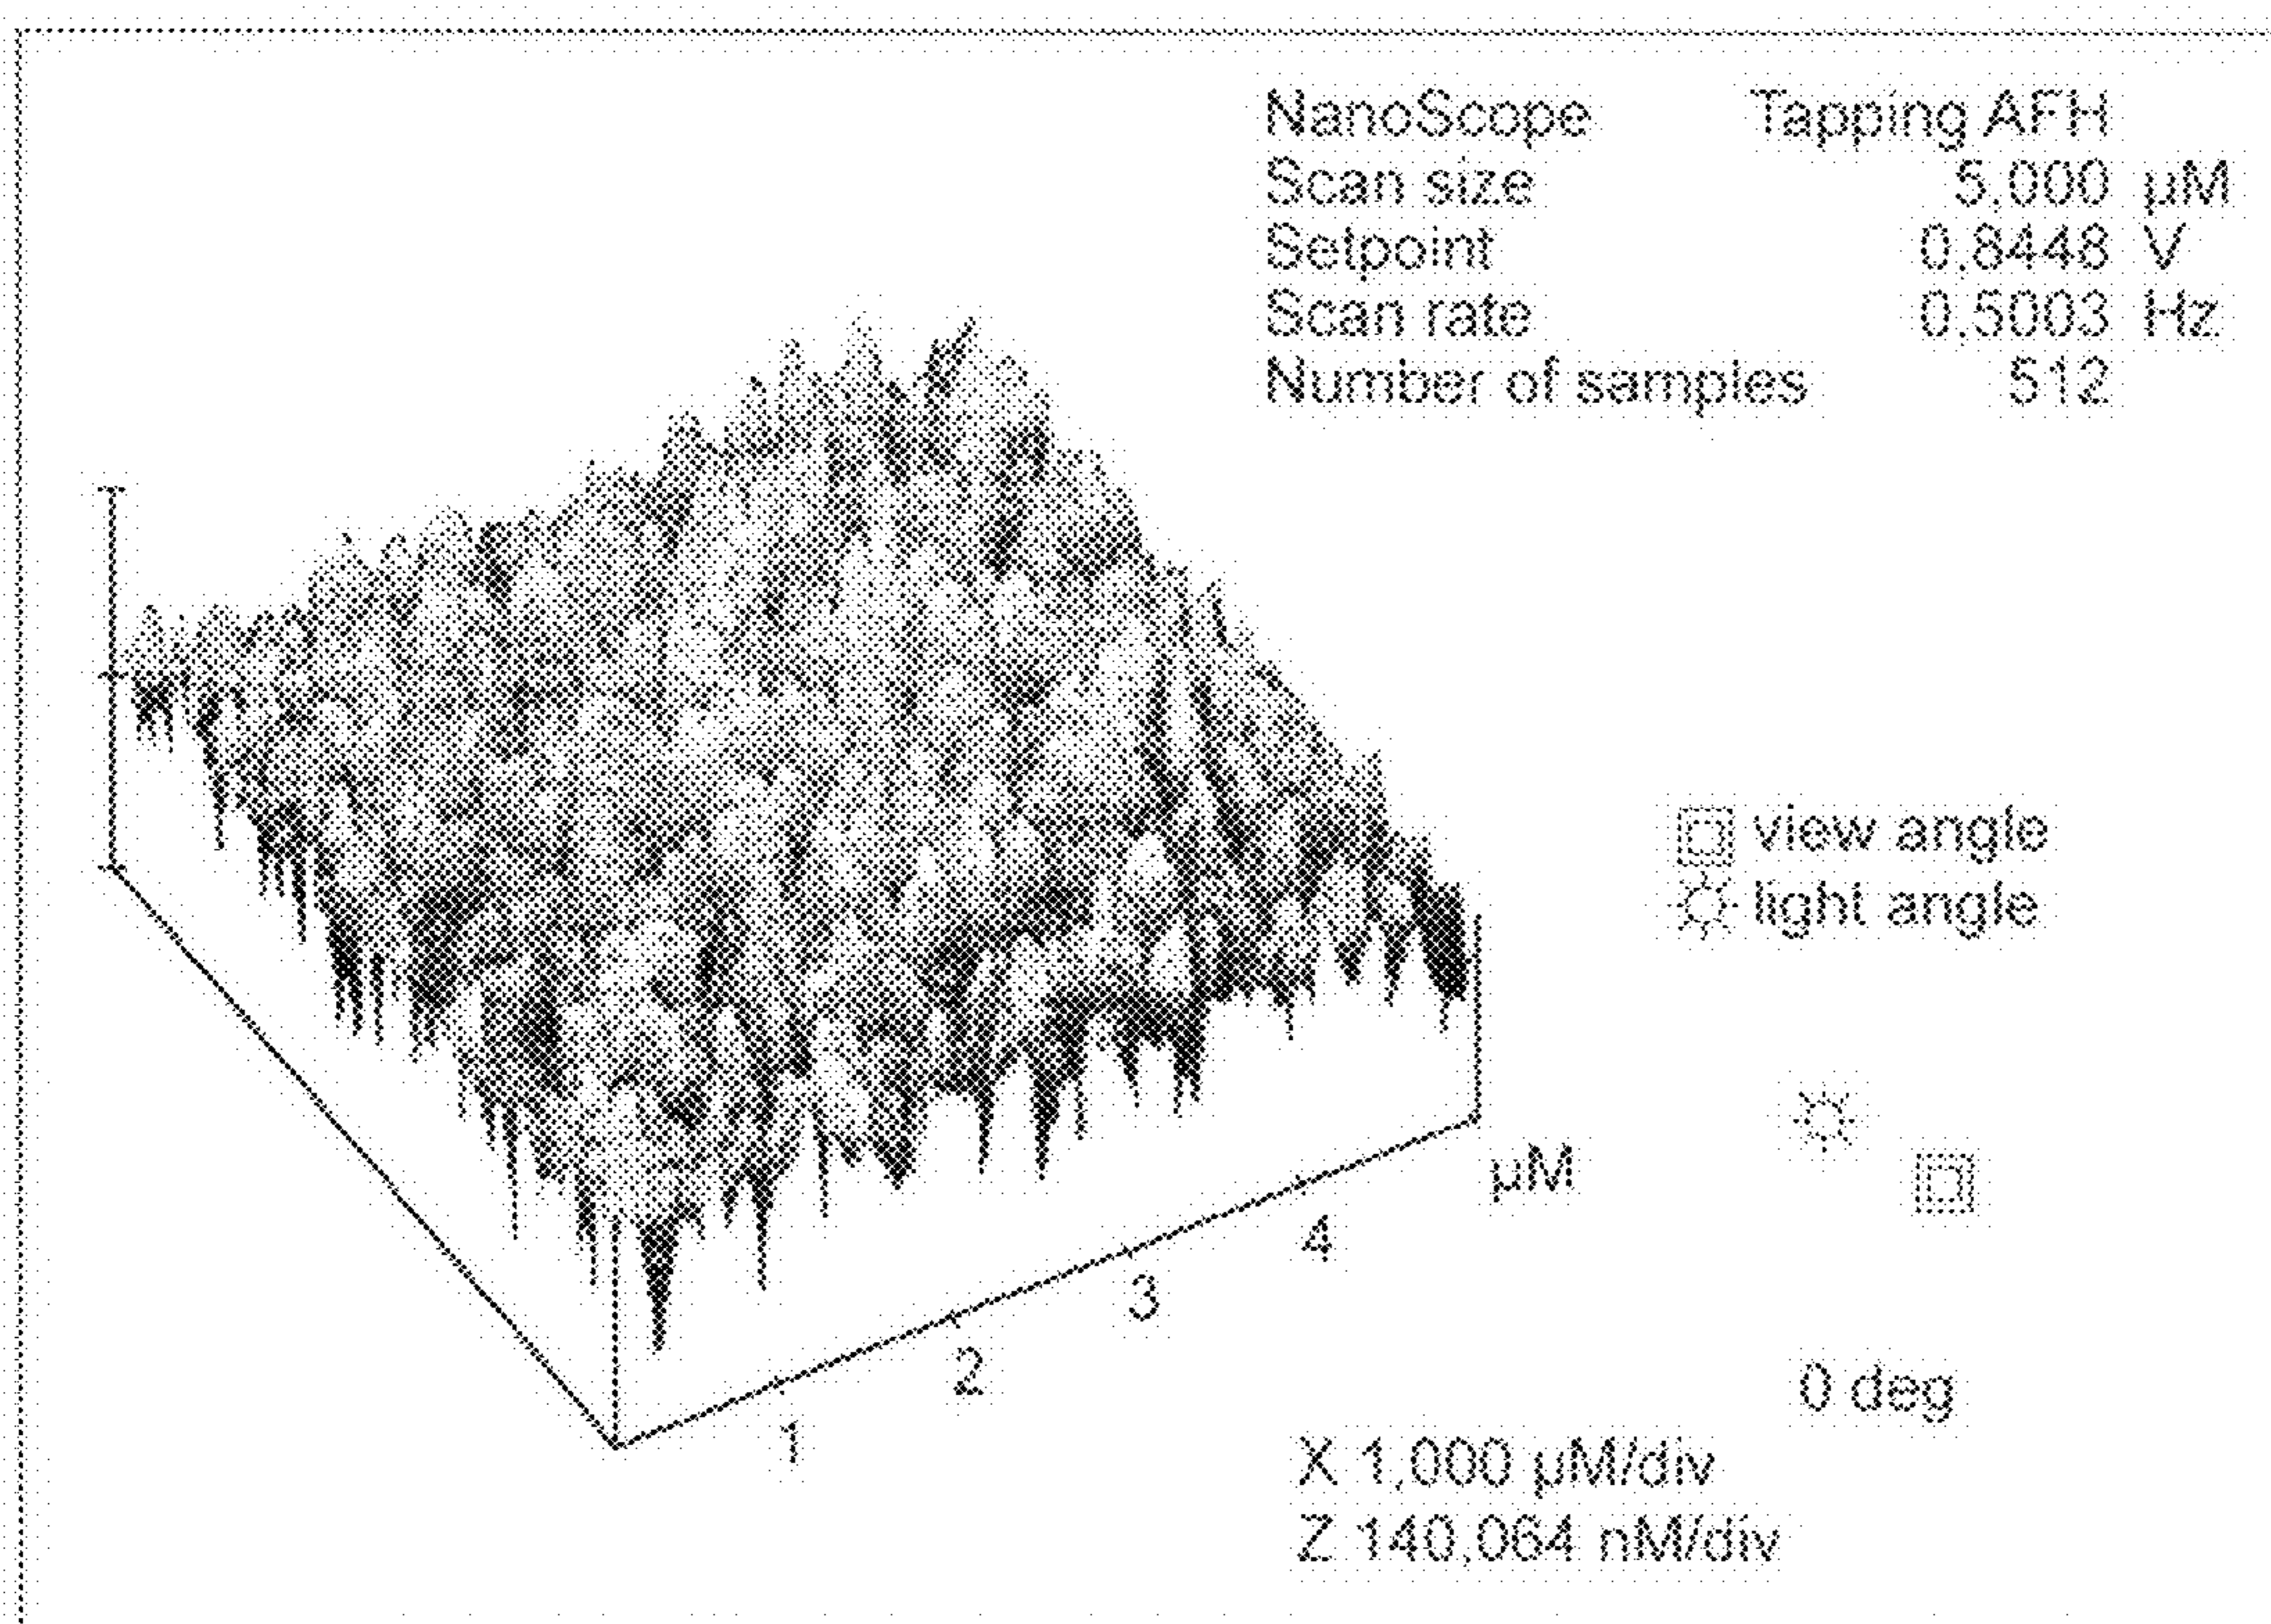 NanoScope Tapping AFH
Scan size 5,000 µM
Setpoint 0,8448 V
Scan rate 0,5003 Hz
Number of samples 512
view angle
light angle
µM
4
3
2
1
0 deg
X 1,000 µM/div
Z 140,064 nM/div